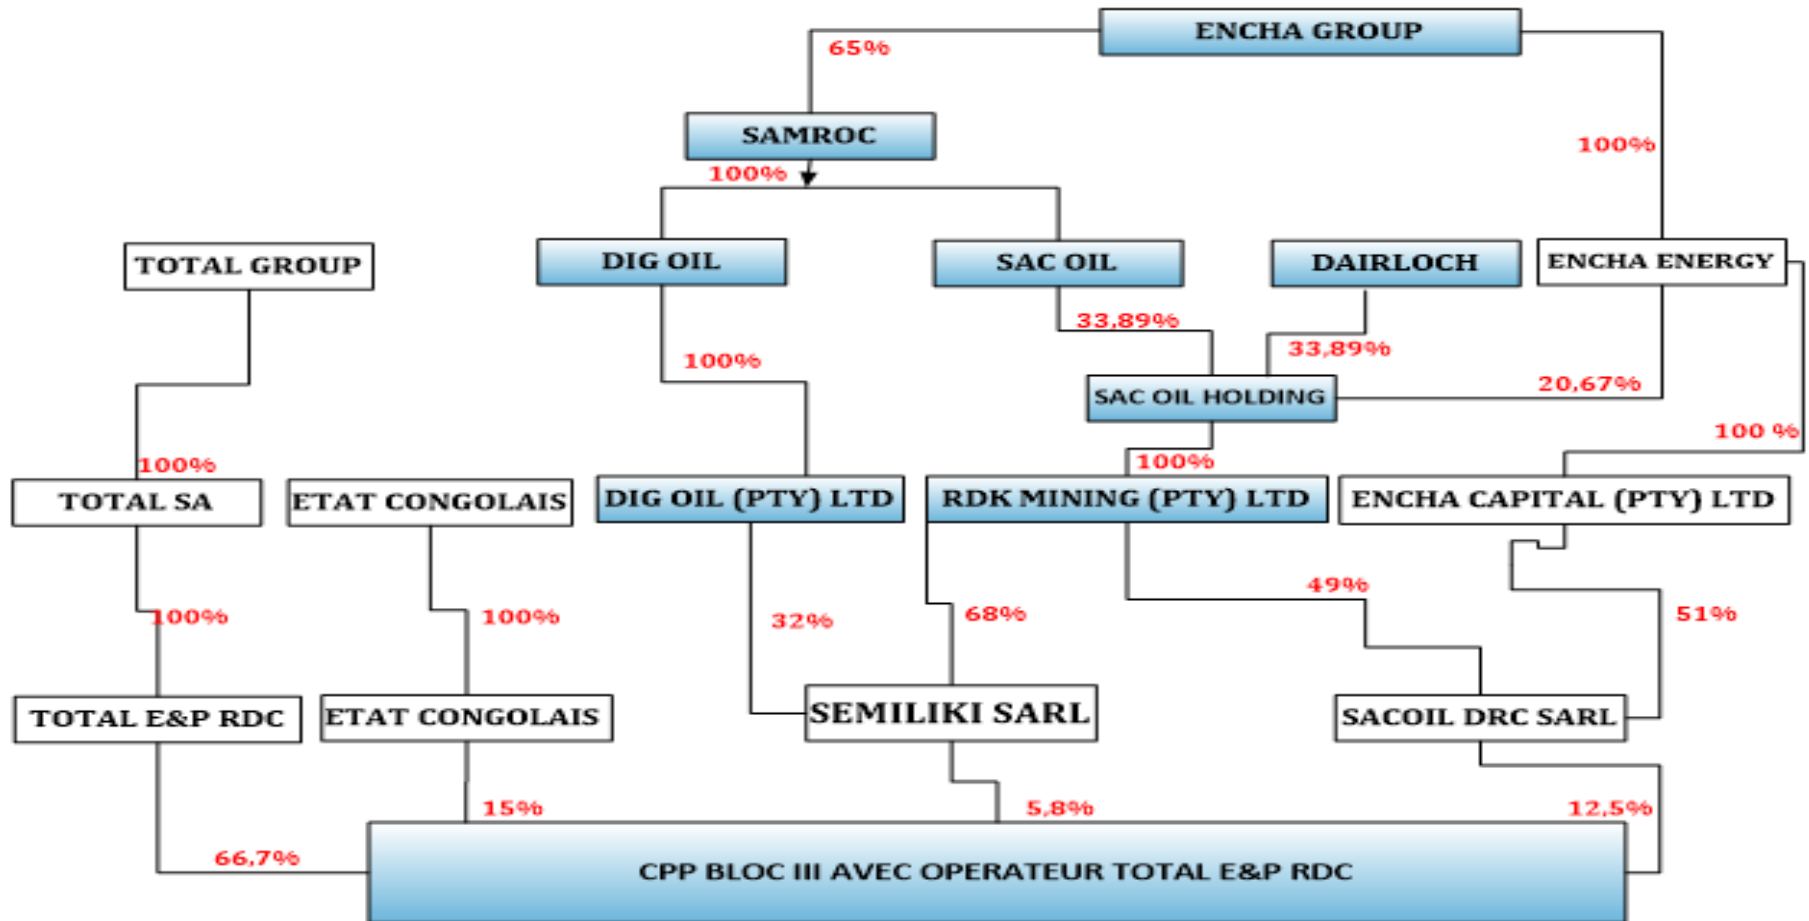 ENCHA GROUP
65%
SAMROC
100%
100%
TOTAL GROUP
DIG OIL
SAC OIL
DAIRLOCH
ENCHA ENERGY
33,89%
33,89%
100%
20,67%
SAC OIL HOLDING
100 %
100%
100%
TOTAL SA
ETAT CONGOLAIS
DIG OIL (PTY) LTD
RDK MINING (PTY) LTD
ENCHA CAPITAL (PTY) LTD
49%
100%
100%
32%
68%
51%
TOTAL E&P RDC
ETAT CONGOLAIS
SEMILIKI SARL
SACOIL DRC SARL
15%
5,8%
12,5%
66,7%
CPP BLOC III AVEC OPERATEUR TOTAL E&P RDC